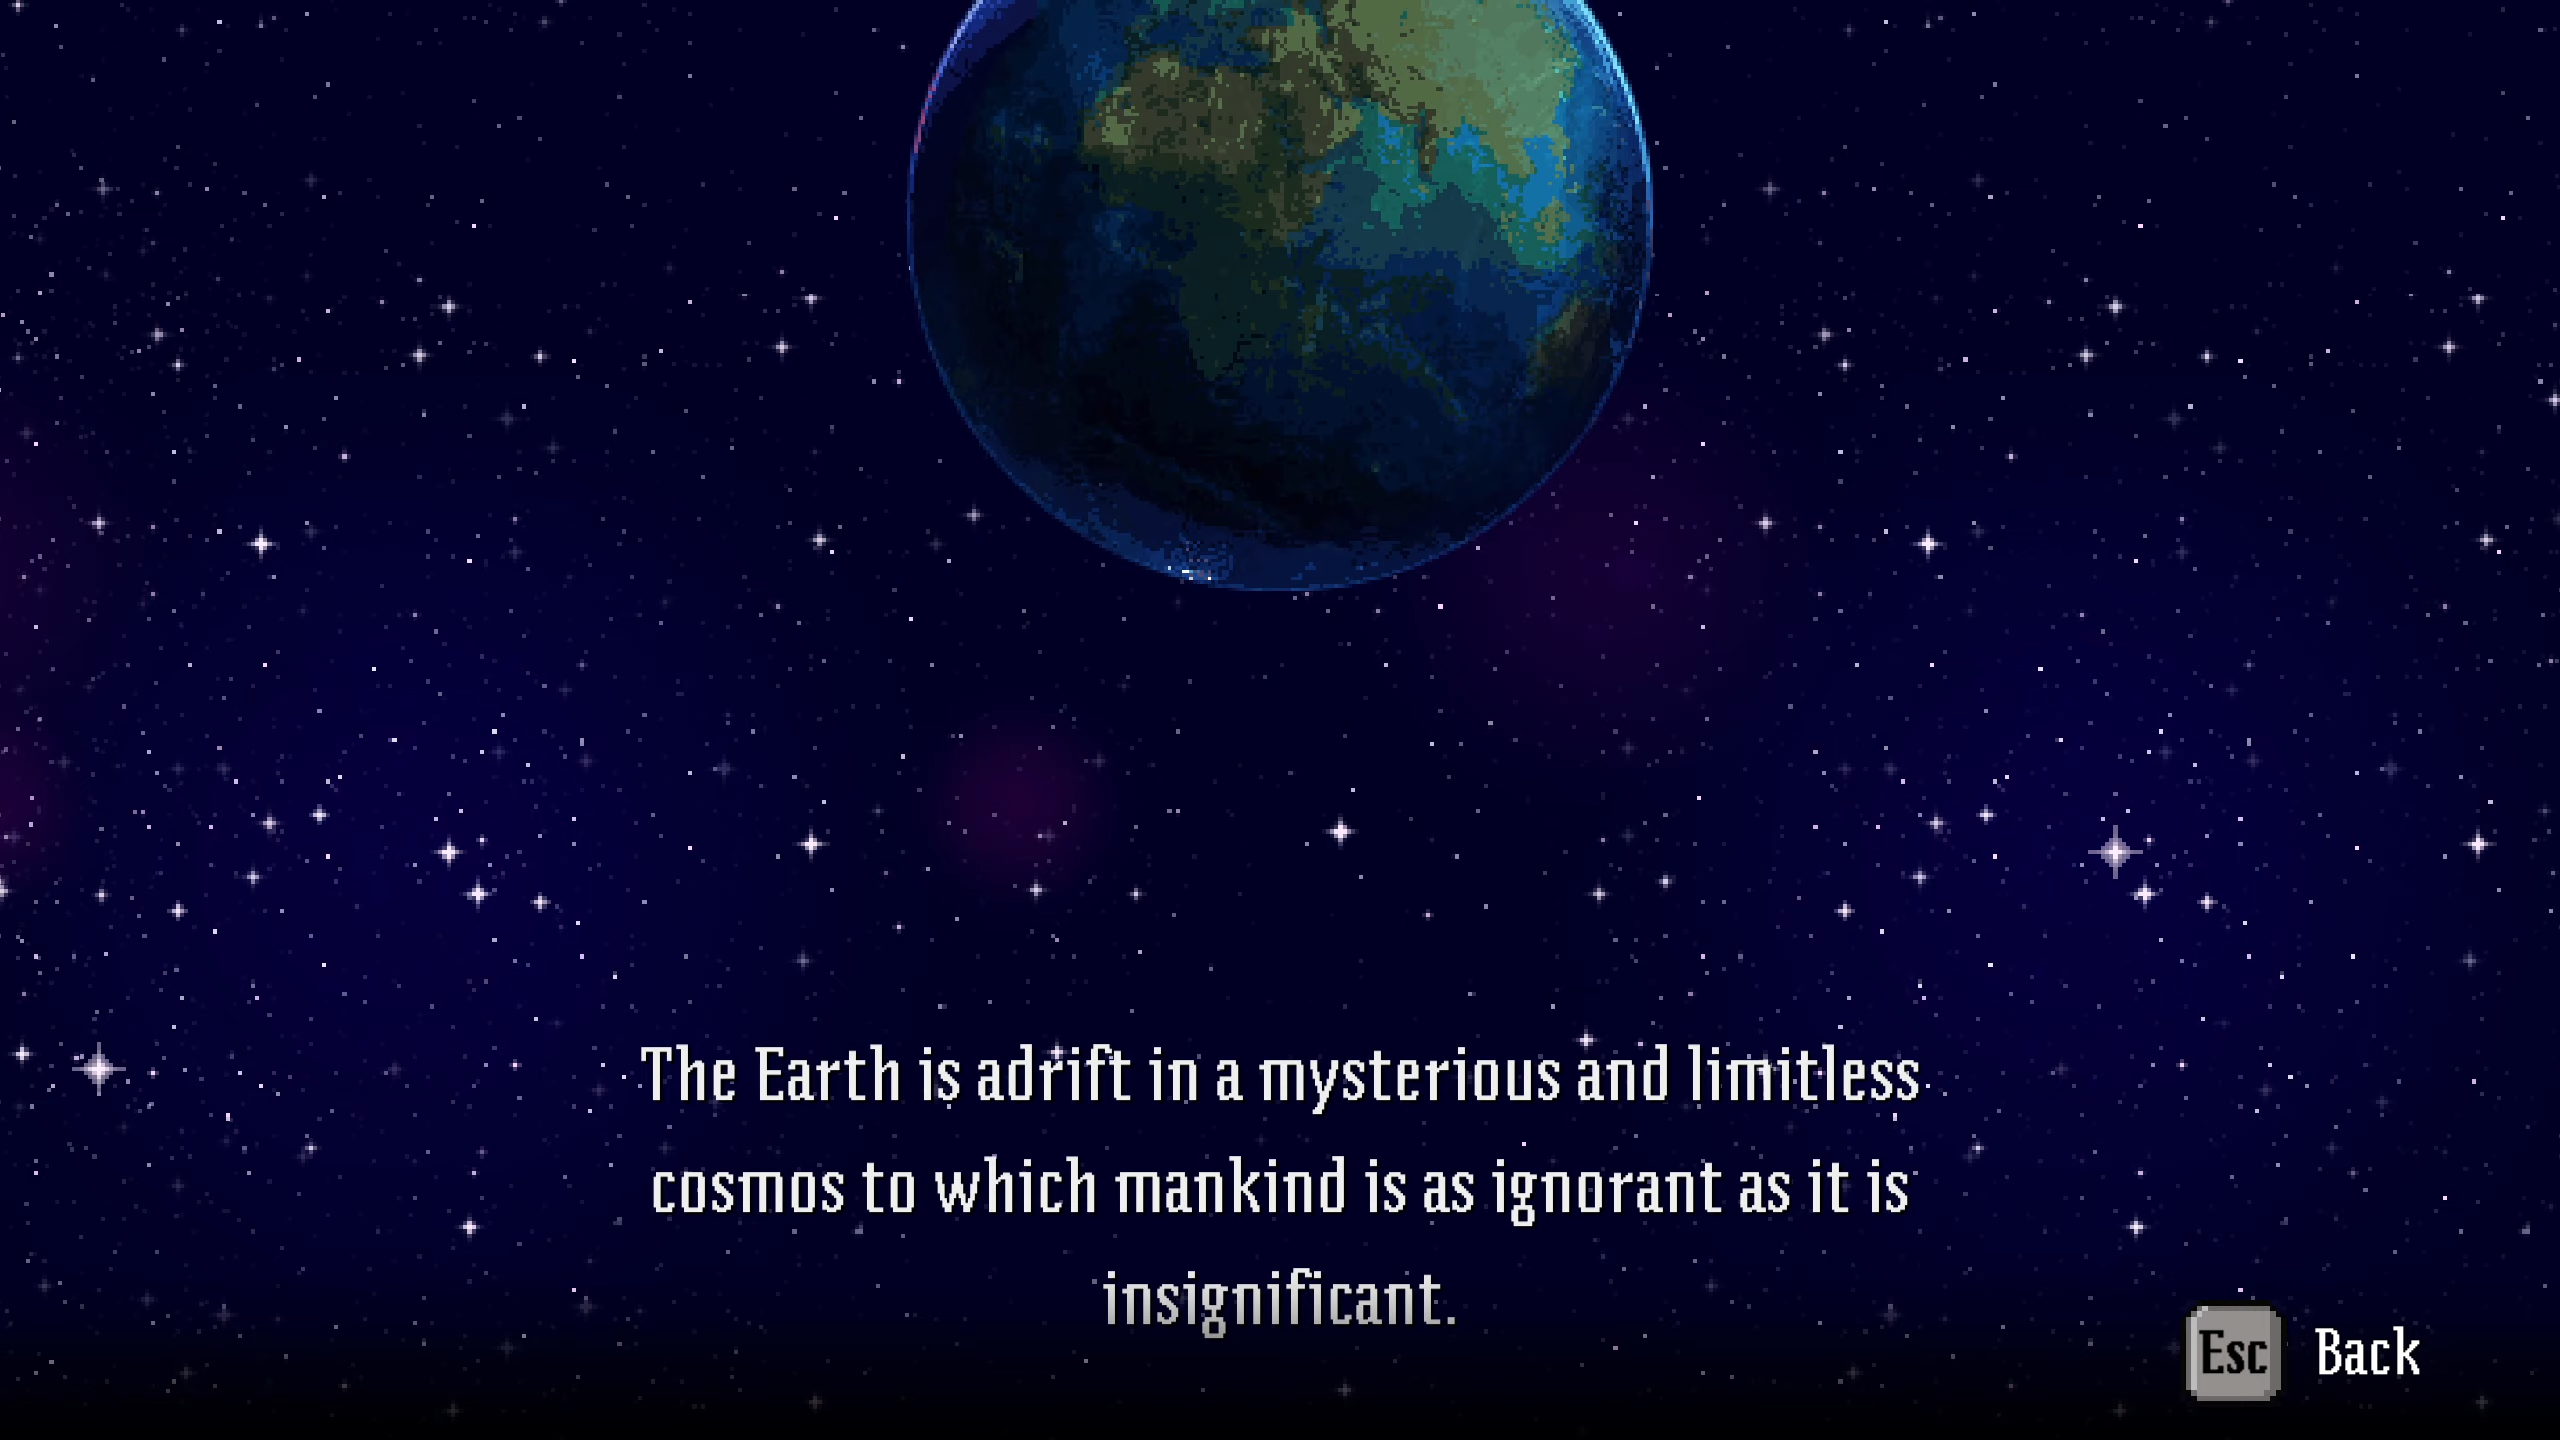 The Earth is adrift in a mysterious and limitless
cosmos to which mankind is as ignorant as it is
insignificant.
Esc Back